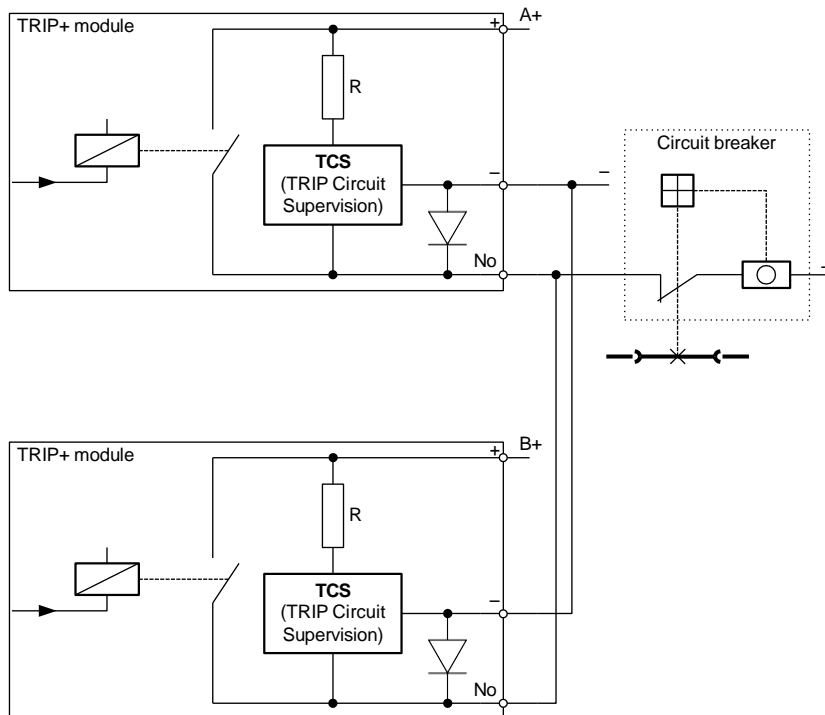 TRIP+ module
+
A+
R
TCS
(TRIP Circuit
Supervision)
–
–
No
Circuit breaker
–
TRIP+ module
+
B+
R
TCS
(TRIP Circuit
Supervision)
–
No